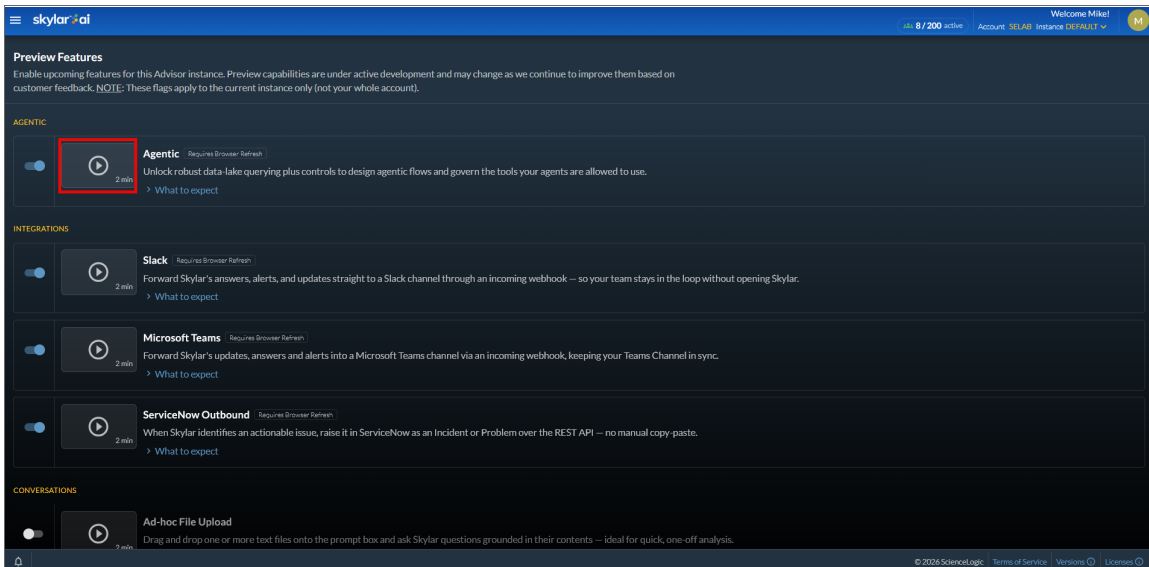 skylar ai
8 / 200 active
Welcome Mike!
Account SELAB Instance DEFAULT
M
Preview Features
Enable upcoming features for this Advisor instance. Preview capabilities are under active development and may change as we continue to improve them based on
customer feedback. NOTE: These flags apply to the current instance only (not your whole account).
AGENTIC
2 min
Agentic Requires Browser Refresh
Unlock robust data-lake querying plus controls to design agentic flows and govern the tools your agents are allowed to use.
What to expect
INTEGRATIONS
2 min
Slack Requires Browser Refresh
Forward Skylar's answers, alerts, and updates straight to a Slack channel through an incoming webhook — so your team stays in the loop without opening Skylar.
What to expect
2 min
Microsoft Teams Requires Browser Refresh
Forward Skylar's updates, answers and alerts into a Microsoft Teams channel via an incoming webhook, keeping your Teams Channel in sync.
What to expect
2 min
ServiceNow Outbound Requires Browser Refresh
When Skylar identifies an actionable issue, raise it in ServiceNow as an Incident or Problem over the REST API — no manual copy-paste.
What to expect
CONVERSATIONS
2 min
Ad-hoc File Upload
Drag and drop one or more text files onto the prompt box and ask Skylar questions grounded in their contents — ideal for quick, one-off analysis.
© 2026 ScienceLogic Terms of Service Versions Licenses